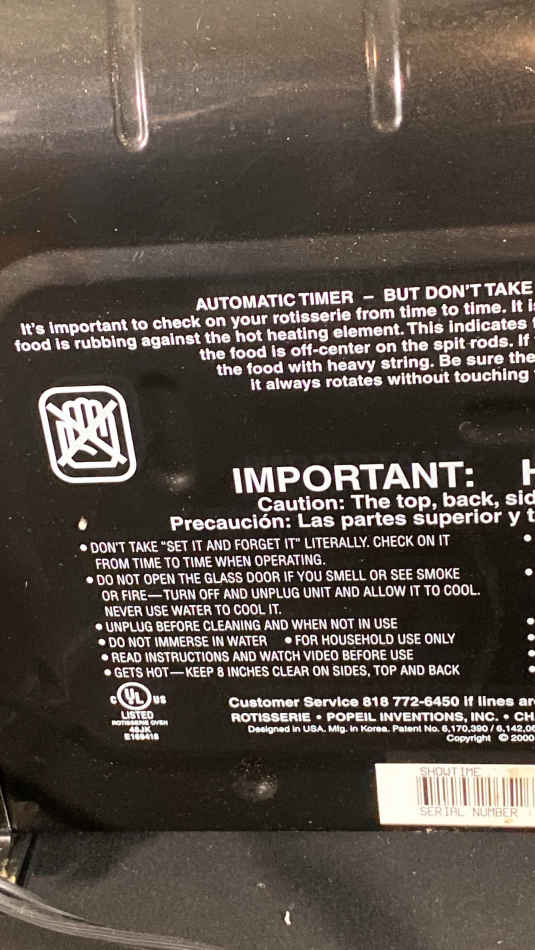 AUTOMATIC TIMER – BUT DON'T TAKE
It's important to check on your rotisserie from time to time. It
food is rubbing against the hot heating element. This indicates
the food is off-center on the spit rods. If
the food with heavy string. Be sure the
it always rotates without touching
IMPORTANT:
Caution: The top, back,
Precaución: Las partes superior y
• DON'T TAKE "SET IT AND FORGET IT" LITERALLY. CHECK ON IT
FROM TIME TO TIME WHEN OPERATING.
• DO NOT OPEN THE GLASS DOOR IF YOU SMELL OR SEE SMOKE
OR FIRE—TURN OFF AND UNPLUG UNIT AND ALLOW IT TO COOL.
NEVER USE WATER TO COOL IT.
• UNPLUG BEFORE CLEANING AND WHEN NOT IN USE
• DO NOT IMMERSE IN WATER • FOR HOUSEHOLD USE ONLY
• READ INSTRUCTIONS AND WATCH VIDEO BEFORE USE
• GETS HOT—KEEP 8 INCHES CLEAR ON SIDES, TOP AND BACK
C UL US
LISTED
ROTISSERIE OVEN
48JK
E169418
Customer Service 818 772-6450 if lines
ROTISSERIE • POPEIL INVENTIONS, INC. •
Designed in USA. Mfg. in Korea. Patent No. 6,170,390 /
Copyright © 2000
SHOWTIME
SERIAL NUMBER